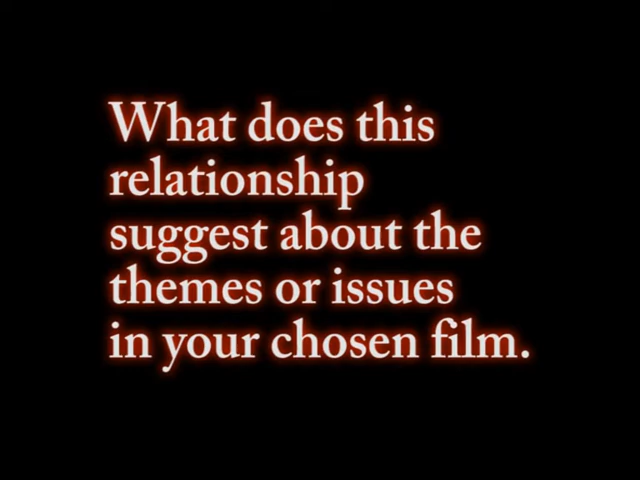 What does this
relationship
suggest about the
themes or issues
in your chosen film.